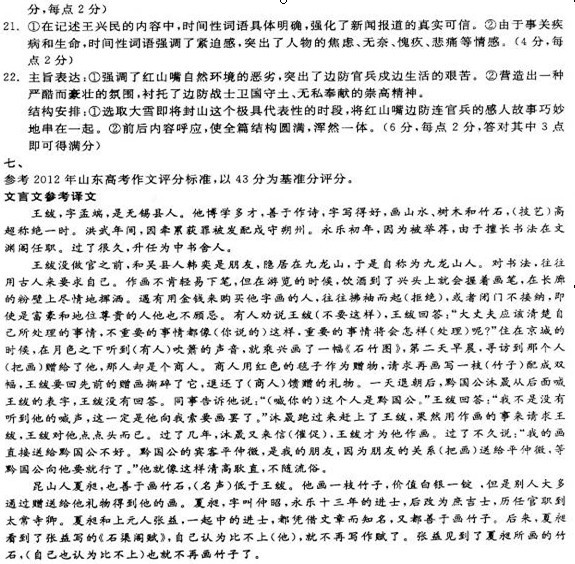 分,每点 2 分)
21. ①在记述王兴民的内容中,时间性词语具体明确,强化了新闻报道的真实可信。②由于事关疾
病和生命,时间性词语强调了紧迫感,突出了人物的焦虑、无奈、愧疚、悲痛等情感。(4 分,每
点 2 分)
22. 主旨表达:①强调了红山嘴自然环境的恶劣,突出了边防官兵戍边生活的艰苦。②营造出一种
严酷而豪壮的氛围,衬托了边防战士卫国守土、无私奉献的崇高精神。
结构安排:①选取大雪即将封山这个极具代表性的时段,将红山嘴边防连官兵的感人故事巧妙
地串在一起。②前后内容呼应,使全篇结构圆满,浑然一体。(6 分,每点 2 分,答对其中 3 点
即可得满分)
七、
参考 2012 年山东高考作文评分标准,以 43 分为基准分评分。
文言文参考译文
王绂,字孟端,是无锡县人。他博学多才,善于作诗,字写得好,画山水、树木和竹石,(技艺)高
超称绝一时。洪武年间,因牵累获罪被发配戍守朔州。永乐初年,因为被举荐,由于擅长书法在文
渊阁任职。过了很久,升任为中书舍人。
王绂没做官之前,和吴县人韩奕是朋友,隐居在九龙山,于是自称为九龙山人。对书法,往往
用古人来要求自己。作画不肯轻易下笔,但在游览的时候,饮酒到了兴头上就会握着画笔,在长廊
的粉壁上尽情地挥洒。遇有用金钱来购买他字画的人,往往拂袖而起(拒绝),或者闭门不接纳,即
使是富豪和地位尊贵的人他也不顾忌。有人劝说王绂(不要这样),王绂回答:“大丈夫应该清楚自
己所处理的事情,不重要的事情都像(你说的)这样,重要的事情将会怎样(处理)呢?”住在京城的
时候,在月色之下听到(有人)吹箫的声音,就乘兴画了一幅《石竹图》,第二天早晨,寻访到那个人
(把画)赠给了他,那人却是个商人。商人用红色的毯子作为赠物,请求再画写一枝(竹子)配成双
幅,王绂要回先前的赠画撕碎了它,退还了(商人)馈赠的礼物。一天退朝后,黔国公沐晟从后面喊
王绂的表字,王绂没有回答。同事告诉他说:“(喊你的)这个人是黔国公。”王绂回答:“我不是没有
听到他的喊声,这一定是他向我索要画罢了。”沐晟跑过来赶上了王绂,果然用作画的事来请求王
绂,王绂对他点点头而已。过了几年,沐晟又来信(催促),王绂才为他作画。过了不久说:“我的画
直接送给黔国公不好。黔国公的宾客平仲微,是我的朋友,因为朋友的关系(把画)送给平仲微,等
黔国公向他要就行了。”他就像这样清高耿直,不随流俗。
昆山人夏昶,也善于画竹石,(名声)低于王绂。他画一枝竹子,价值白银一锭,但是别人大多
通过赠送给他礼物得到他的画。夏昶,字叫仲昭,永乐十三年的进士,后改为庶吉士,历任官职到
太常寺卿。夏昶和上元人张益,一起中的进士,都凭借文章而知名,又都善于画竹子。后来,夏昶
看到了张益写的《石渠阁赋》,自己认为比不上(他),就不再写作赋了。张益见到了夏昶所画的竹
石,(自己也认为比不上)也就不再画竹子了。